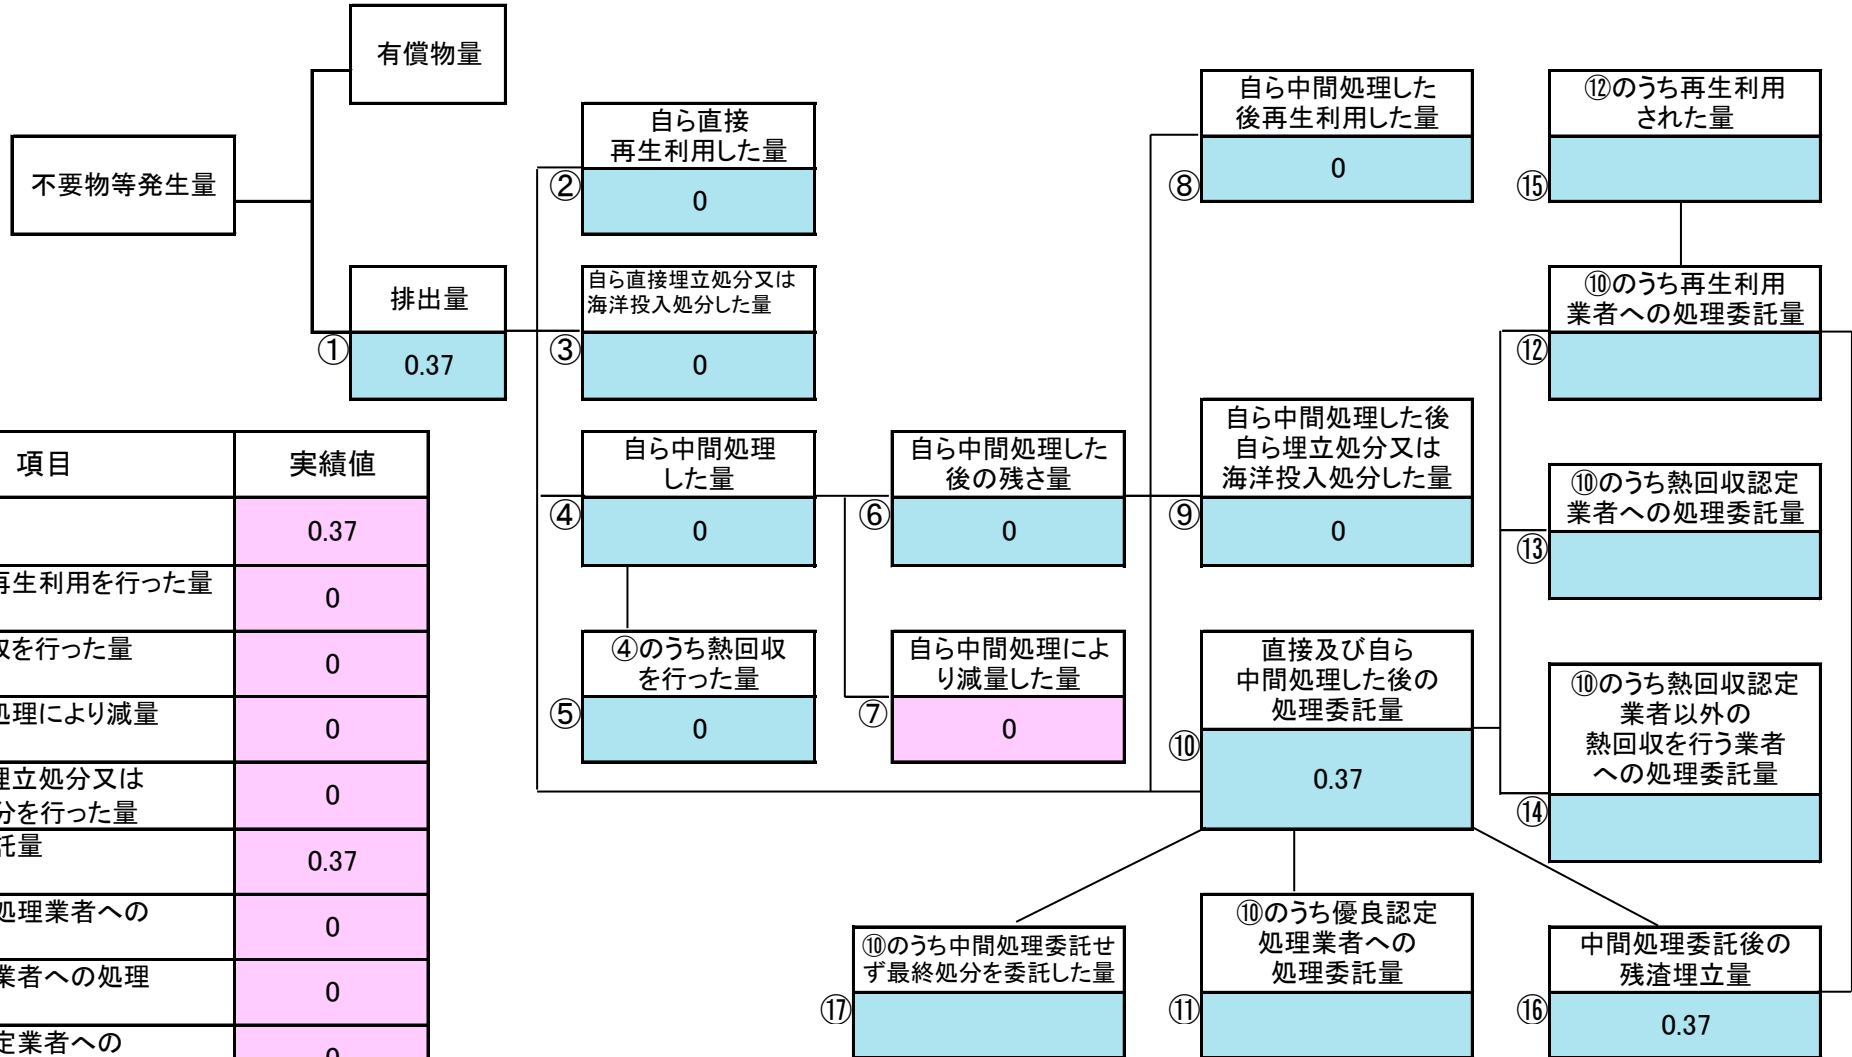 有償物量
不要物等発生量
排出量
①
0.37
自ら直接
再生利用した量
②
0
自ら直接埋立処分又は
海洋投入処分した量
③
0
自ら中間処理
した量
④
0
④のうち熱回収
を行った量
⑤
0
自ら中間処理した
後の残さ量
⑥
0
自ら中間処理によ
り減量した量
⑦
0
自ら中間処理した
後再生利用した量
⑧
0
自ら中間処理した後
自ら埋立処分又は
海洋投入処分した量
⑨
0
直接及び自ら
中間処理した後の
処理委託量
⑩
0.37
⑩のうち優良認定
処理業者への
処理委託量
⑪
⑫のうち再生利用
された量
⑮
⑩のうち再生利用
業者への処理委託量
⑫
⑩のうち熱回収認定
業者への処理委託量
⑬
⑩のうち熱回収認定
業者以外の
熱回収を行う業者
への処理委託量
⑭
中間処理委託後の
残渣埋立量
⑯
0.37
⑩のうち中間処理委託せ
ず最終処分を委託した量
⑰
項目 実績値
0.37
再生利用を行った量 0
を行った量 0
処理により減量 0
埋立処分又は
分を行った量 0
託量 0.37
処理業者への 0
業者への処理 0
定業者への 0